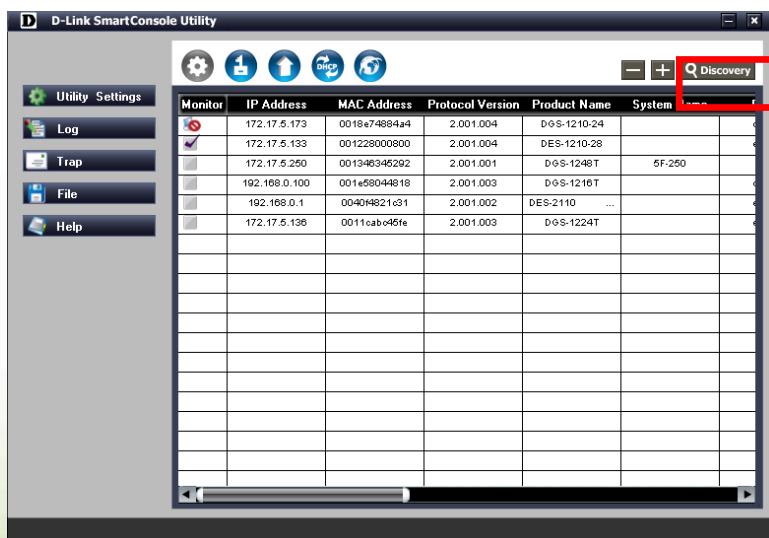 D D-Link SmartConsole Utility
DHCP
Discovery
Utility Settings
Log
Trap
File
Help
Monitor IP Address MAC Address Protocol Version Product Name System Name
172.17.5.173 0018e74884a4 2.001.004 DGS-1210-24
172.17.5.133 001228000800 2.001.004 DES-1210-28
172.17.5.250 001346345292 2.001.001 DGS-1248T 5F-250
192.168.0.100 001e58044818 2.001.003 DGS-1216T
192.168.0.1 0040f4821c31 2.001.002 DES-2110 ...
172.17.5.136 0011cabc45fe 2.001.003 DGS-1224T